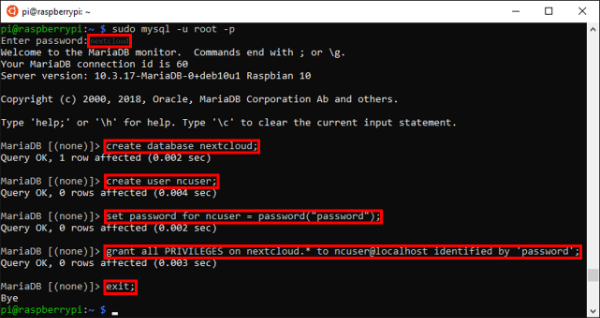 pi@raspberrypi:~ $ sudo mysql -u root -p
Enter password: nextcloud
Welcome to the MariaDB monitor.  Commands end with ; or \g.
Your MariaDB connection id is 60
Server version: 10.3.17-MariaDB-0+deb10u1 Raspbian 10
Copyright (c) 2000, 2018, Oracle, MariaDB Corporation Ab and others.
Type 'help;' or '\h' for help. Type '\c' to clear the current input statement.
MariaDB [(none)]> create database nextcloud;
Query OK, 1 row affected (0.002 sec)
MariaDB [(none)]> create user ncuser;
Query OK, 0 rows affected (0.004 sec)
MariaDB [(none)]> set password for ncuser = password("password");
Query OK, 0 rows affected (0.002 sec)
MariaDB [(none)]> grant all PRIVILEGES on nextcloud.* to ncuser@localhost identified by 'password';
Query OK, 0 rows affected (0.003 sec)
MariaDB [(none)]> exit;
Bye
pi@raspberrypi:~ $